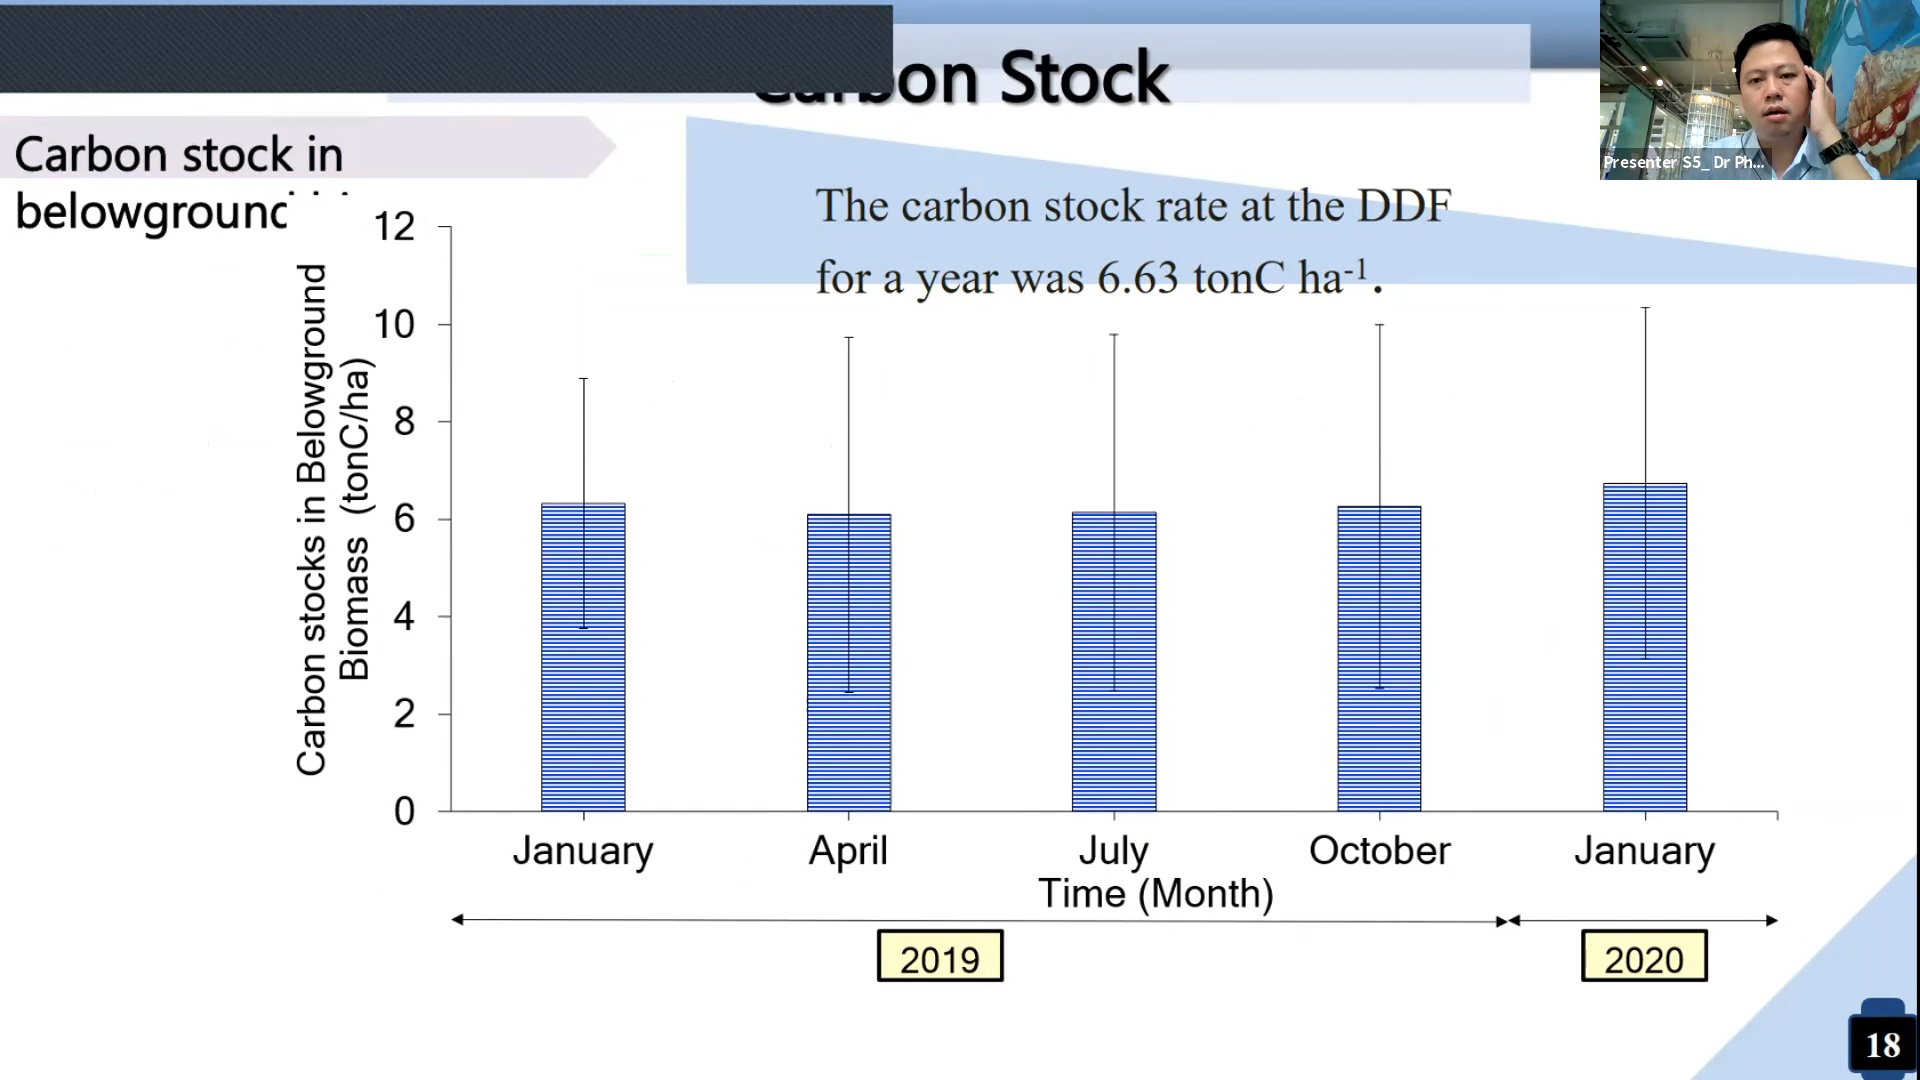 Carbon Stock
Presenter S5_ Dr Ph...
Carbon stock in
belowground
The carbon stock rate at the DDF
for a year was 6.63 tonC ha-1.
Carbon stocks in Belowground
Biomass (tonC/ha)
12
10
8
6
4
2
0
January April July October January
Time (Month)
2019 2020
18